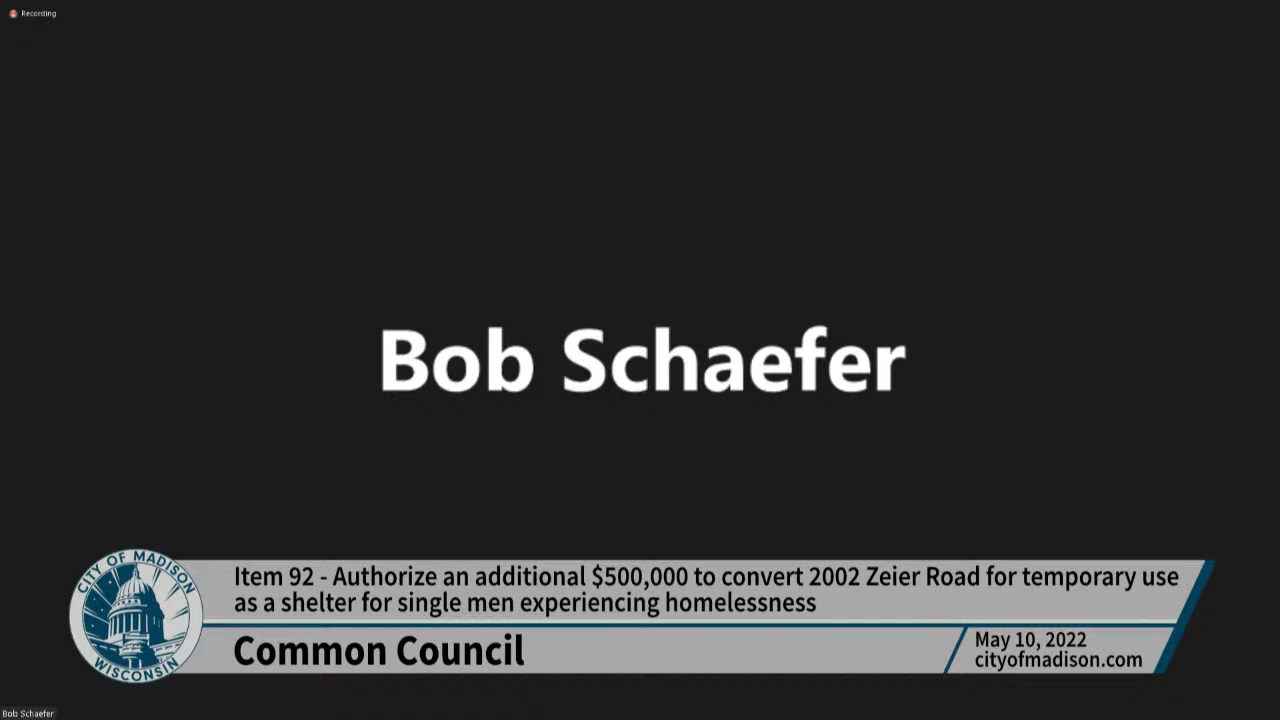 Recording
Bob Schaefer
CITY OF MADISON
WISCONSIN
Item 92 - Authorize an additional $500,000 to convert 2002 Zeier Road for temporary use
as a shelter for single men experiencing homelessness
Common Council
May 10, 2022
cityofmadison.com
Bob Schaefer